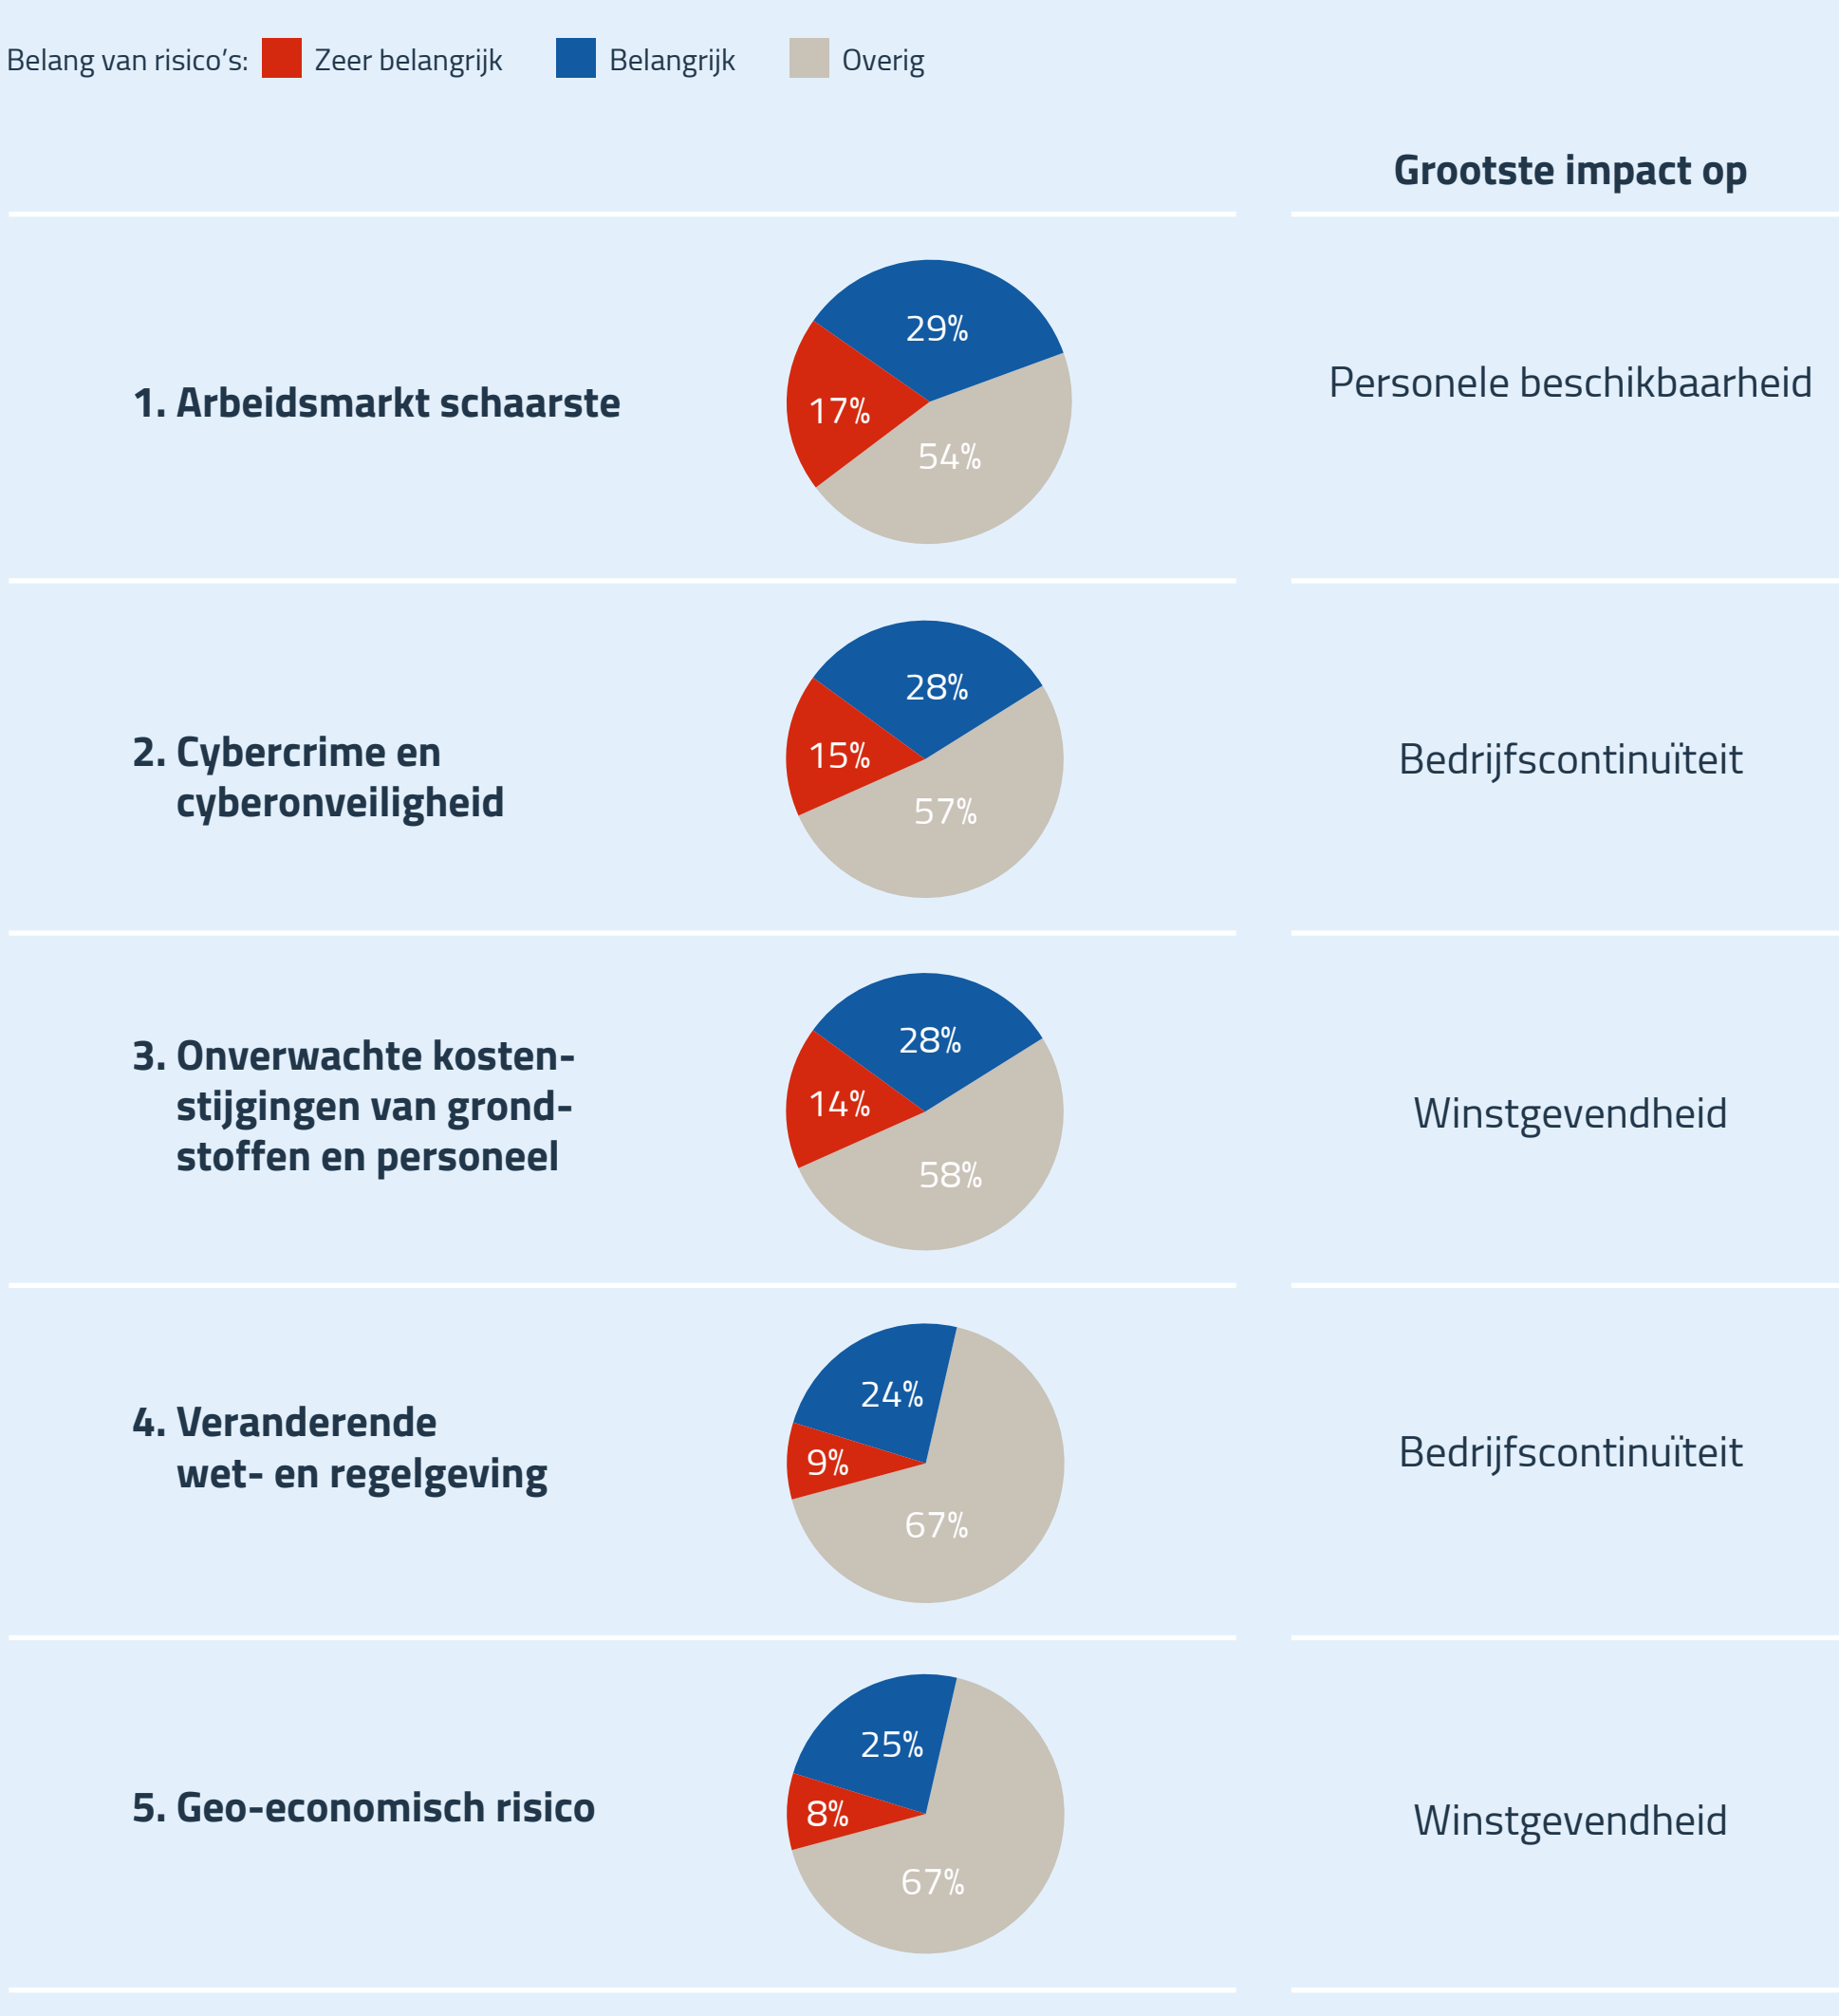 Belang van risico's: Zeer belangrijk Belangrijk Overig
Grootste impact op
1. Arbeidsmarkt schaarste
29%
17%
54%
Personele beschikbaarheid
2. Cybercrime en
cyberonveiligheid
28%
15%
57%
Bedrijfscontinuïteit
3. Onverwachte kosten-
stijgingen van grond-
stoffen en personeel
28%
14%
58%
Winstgevendheid
4. Veranderende
wet- en regelgeving
24%
9%
67%
Bedrijfscontinuïteit
5. Geo-economisch risico
25%
8%
67%
Winstgevendheid